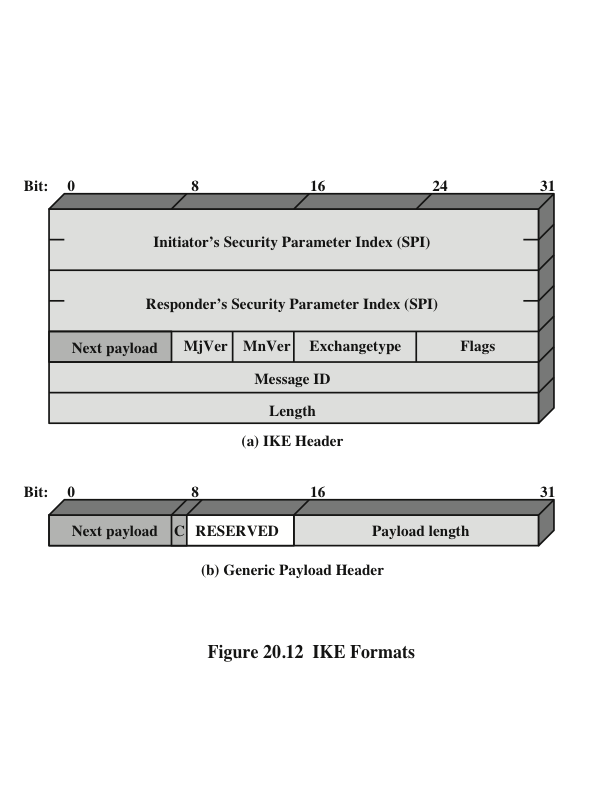 Bit: 0 8 16 24 31
Initiator's Security Parameter Index (SPI)
Responder's Security Parameter Index (SPI)
Next payload MjVer MnVer Exchangetype Flags
Message ID
Length
(a) IKE Header
Bit: 0 8 16 31
Next payload C RESERVED Payload length
(b) Generic Payload Header
Figure 20.12 IKE Formats